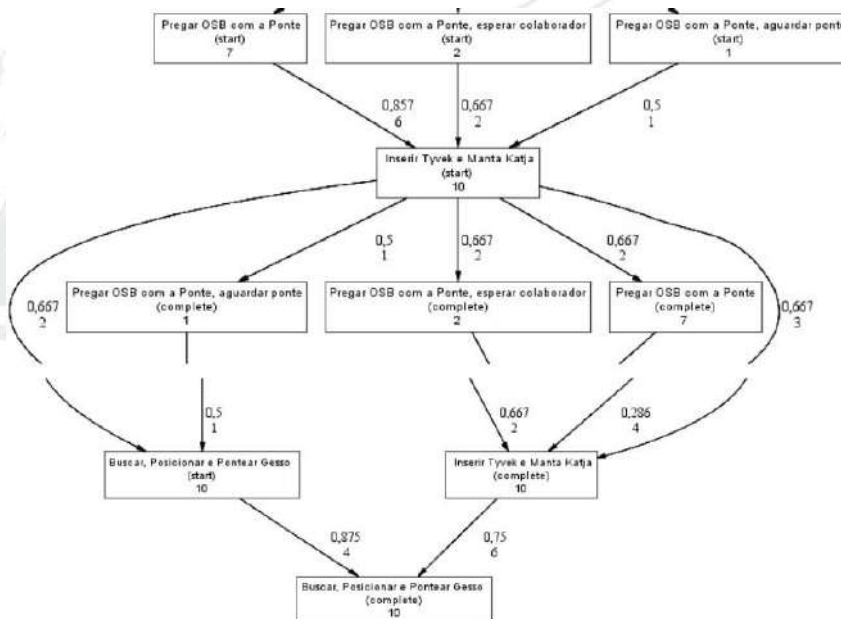 Pregar OSB com a Ponte
(start)
7
Pregar OSB com a Ponte, esperar colaborador
(start)
2
Pregar OSB com a Ponte, aguardar ponte
(start)
1
0,857
6
0,667
2
0,5
1
Inserir Tyvek e Manta Katja
(start)
10
0,5
1
0,667
2
0,667
2
0,667
2
Pregar OSB com a Ponte, aguardar ponte
(complete)
1
Pregar OSB com a Ponte, esperar colaborador
(complete)
2
Pregar OSB com a Ponte
(complete)
7
0,667
3
0,5
1
0,667
2
0,286
4
Buscar, Posicionar e Pontear Gesso
(start)
10
Inserir Tyvek e Manta Katja
(complete)
10
0,875
4
0,75
6
Buscar, Posicionar e Pontear Gesso
(complete)
10